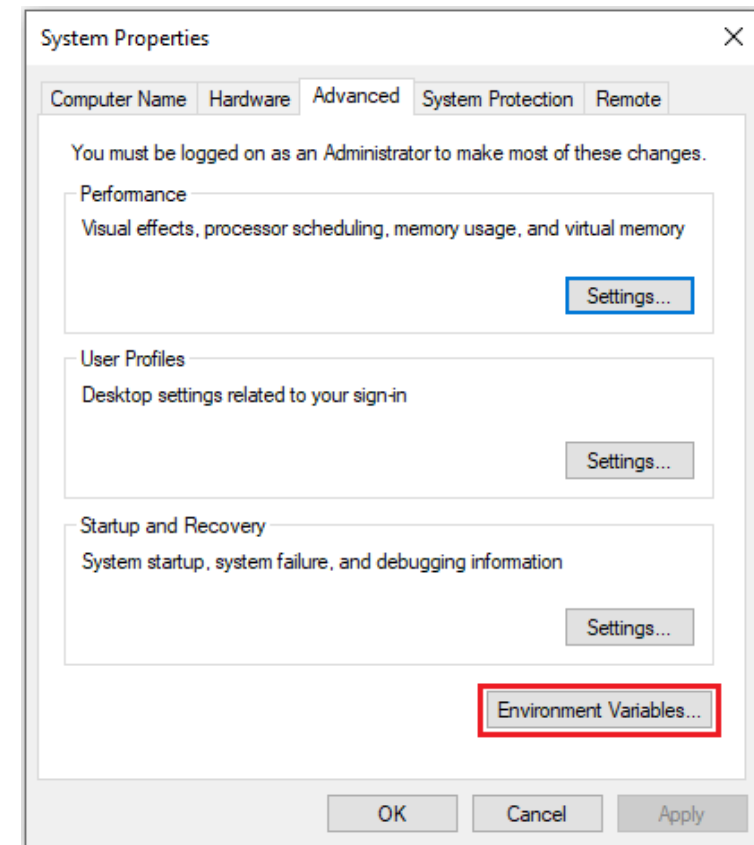 System Properties
Computer Name Hardware Advanced System Protection Remote
You must be logged on as an Administrator to make most of these changes.
Performance
Visual effects, processor scheduling, memory usage, and virtual memory
Settings...
User Profiles
Desktop settings related to your sign-in
Settings...
Startup and Recovery
System startup, system failure, and debugging information
Settings...
Environment Variables...
OK Cancel Apply